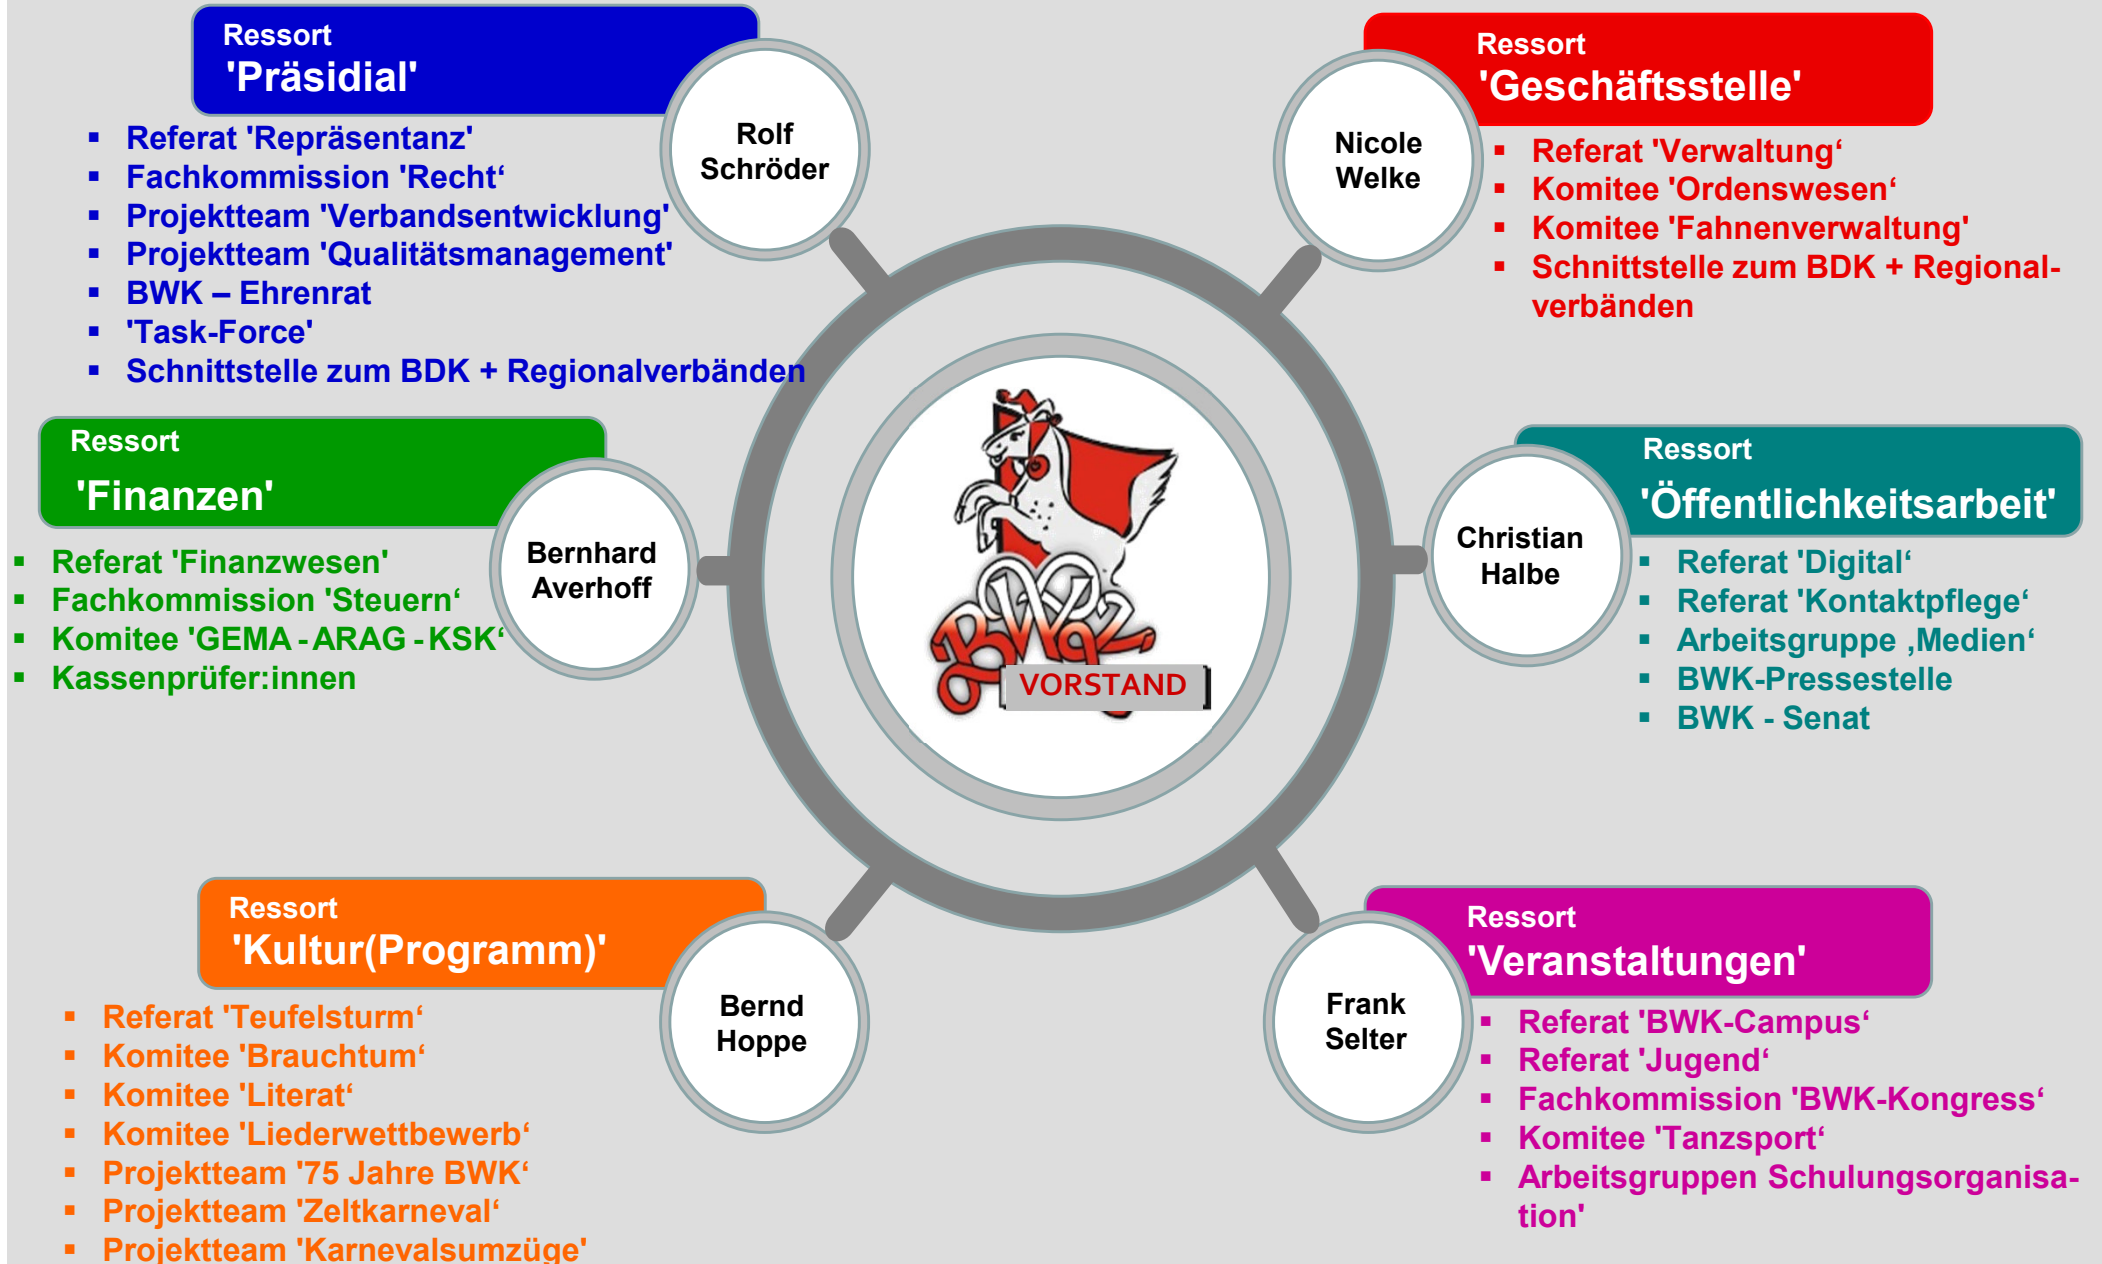 Ressort
'Präsidial'
Rolf
Schröder
▪ Referat 'Repräsentanz'
▪ Fachkommission 'Recht‘
▪ Projektteam 'Verbandsentwicklung'
▪ Projektteam 'Qualitätsmanagement'
▪ BWK – Ehrenrat
▪ 'Task-Force'
▪ Schnittstelle zum BDK + Regionalverbänden
Ressort
'Geschäftsstelle'
Nicole
Welke
▪ Referat 'Verwaltung‘
▪ Komitee 'Ordenswesen‘
▪ Komitee 'Fahnenverwaltung'
▪ Schnittstelle zum BDK + Regional-
verbänden
Ressort
'Finanzen'
Bernhard
Averhoff
▪ Referat 'Finanzwesen'
▪ Fachkommission 'Steuern‘
▪ Komitee 'GEMA - ARAG - KSK‘
▪ Kassenprüfer:innen
VORSTAND
Ressort
'Öffentlichkeitsarbeit'
Christian
Halbe
▪ Referat 'Digital‘
▪ Referat 'Kontaktpflege‘
▪ Arbeitsgruppe ‚Medien‘
▪ BWK-Pressestelle
▪ BWK - Senat
Ressort
'Kultur(Programm)'
Bernd
Hoppe
▪ Referat 'Teufelsturm‘
▪ Komitee 'Brauchtum‘
▪ Komitee 'Literat‘
▪ Komitee 'Liederwettbewerb‘
▪ Projektteam '75 Jahre BWK‘
▪ Projektteam 'Zeltkarneval‘
▪ Projektteam 'Karnevalsumzüge'
Ressort
'Veranstaltungen'
Frank
Selter
▪ Referat 'BWK-Campus‘
▪ Referat 'Jugend‘
▪ Fachkommission 'BWK-Kongress‘
▪ Komitee 'Tanzsport‘
▪ Arbeitsgruppen Schulungsorganisa-
tion'